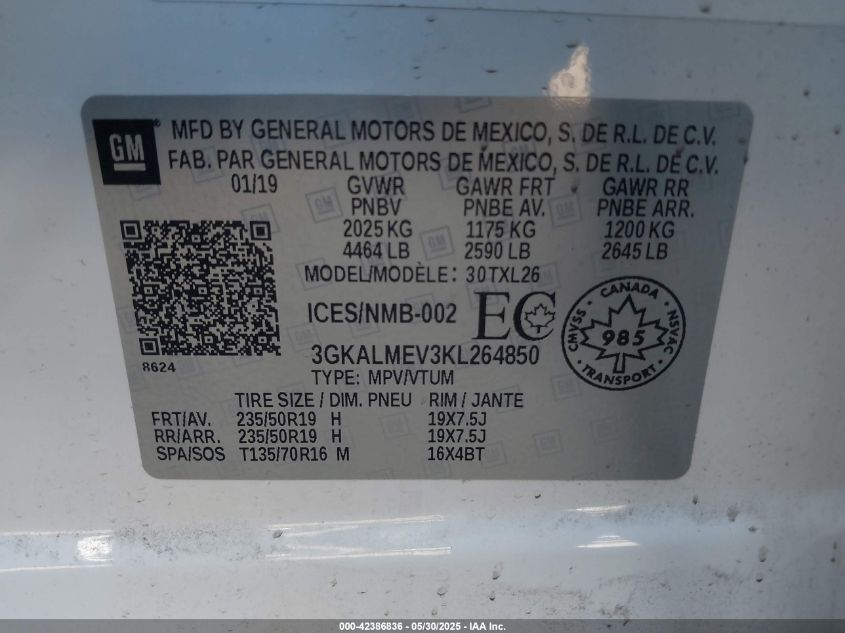 GM
MFD BY GENERAL MOTORS DE MEXICO, S. DE R.L. DE C.V.
FAB. PAR GENERAL MOTORS DE MEXICO, S. DE R.L. DE C.V.
01/19 GVWR GAWR FRT GAWR RR
PNBV PNBE AV. PNBE ARR.
2025 KG 1175 KG 1200 KG
4464 LB 2590 LB 2645 LB
MODEL/MODÈLE: 30TXL26
ICES/NMB-002 EC
CANADA
CMVSS 985 NSVAC
TRANSPORT
3GKALMEV3KL264850
8624
TYPE: MPV/VTUM
TIRE SIZE / DIM. PNEU RIM / JANTE
FRT/AV. 235/50R19 H 19X7.5J
RR/ARR. 235/50R19 H 19X7.5J
SPA/SOS T135/70R16 M 16X4BT
000-42386836 - 05/30/2025 - IAA Inc.